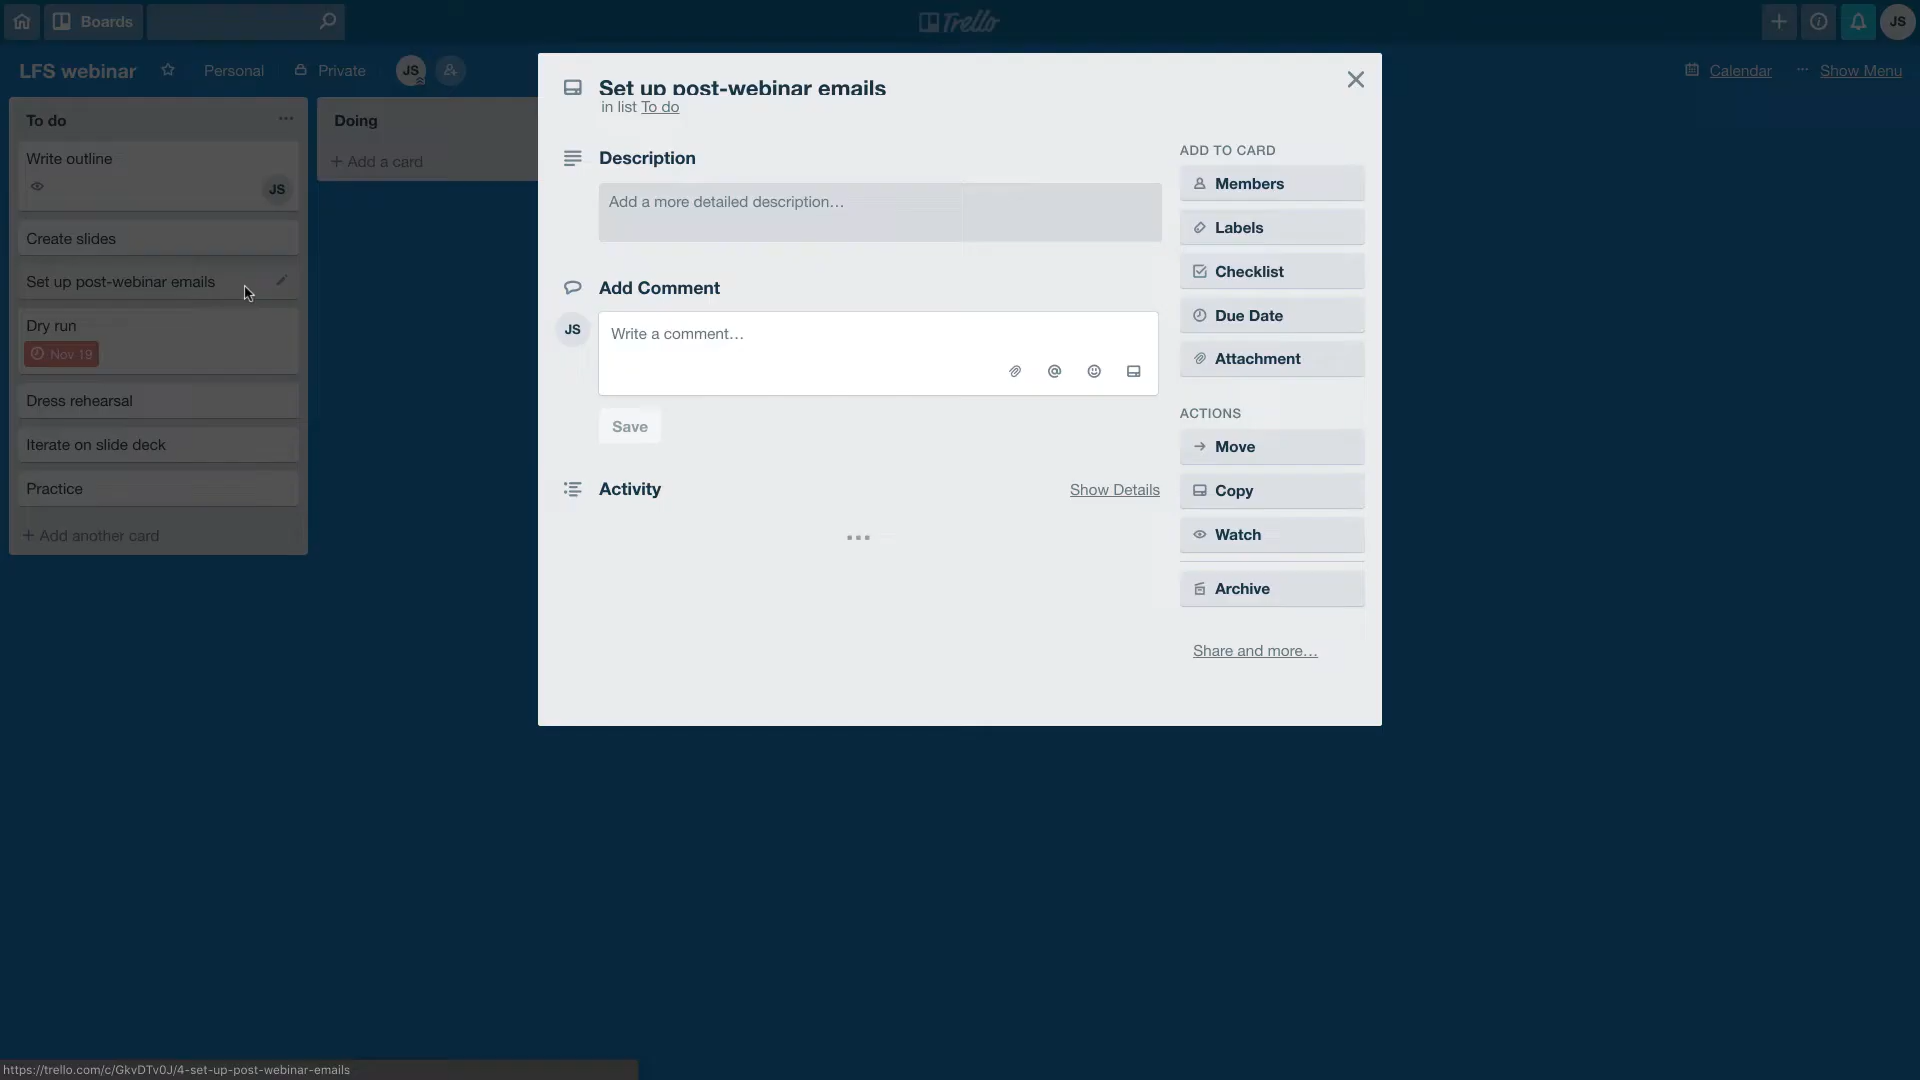 Boards
Trello
JS
LFS webinar
Personal
Private
JS
Calendar
Show Menu
To do
Write outline
JS
Create slides
Set up post-webinar emails
Dry run
Nov 19
Dress rehearsal
Iterate on slide deck
Practice
+ Add another card
Doing
+ Add a card
Set up post-webinar emails
in list To do
Description
Add a more detailed description…
Add Comment
JS
Write a comment…
@
Save
Activity
Show Details
ADD TO CARD
Members
Labels
Checklist
Due Date
Attachment
ACTIONS
Move
Copy
Watch
Archive
Share and more…
https://trello.com/c/GkvDTv0J/4-set-up-post-webinar-emails